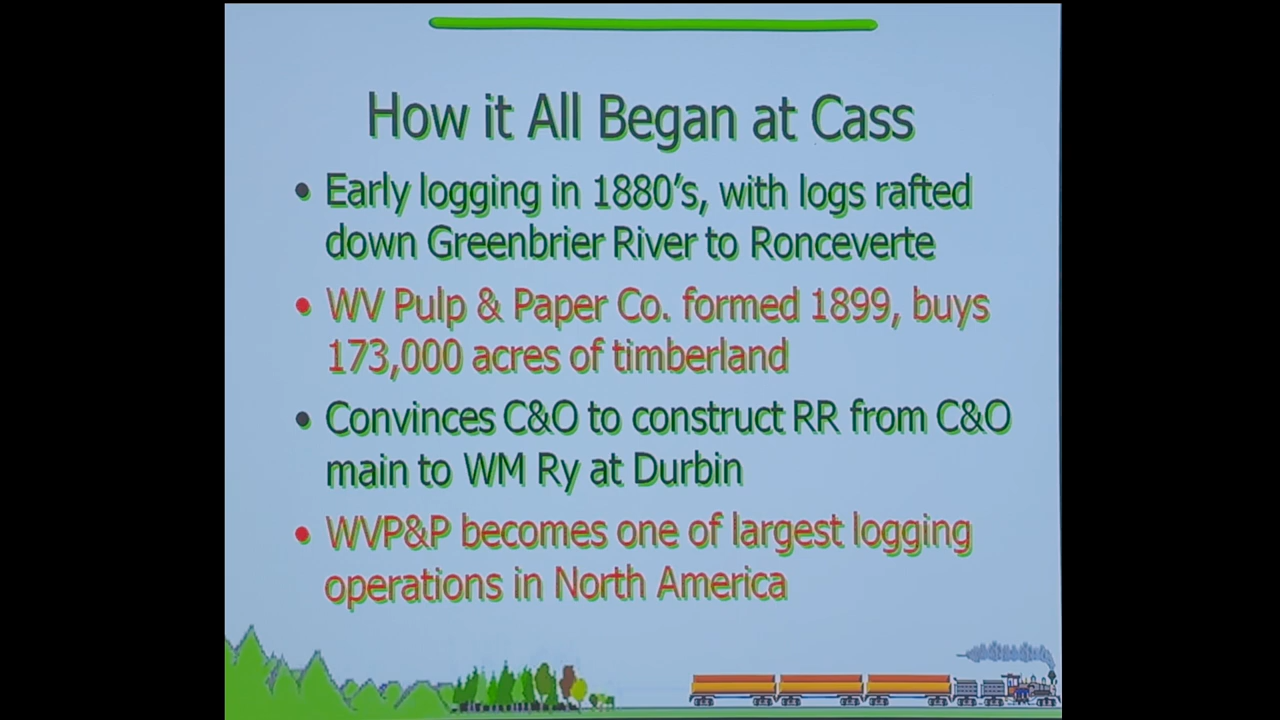 How it All Began at Cass
• Early logging in 1880's, with logs rafted
down Greenbrier River to Ronceverte
• WV Pulp & Paper Co. formed 1899, buys
173,000 acres of timberland
• Convinces C&O to construct RR from C&O
main to WM Ry at Durbin
• WVP&P becomes one of largest logging
operations in North America